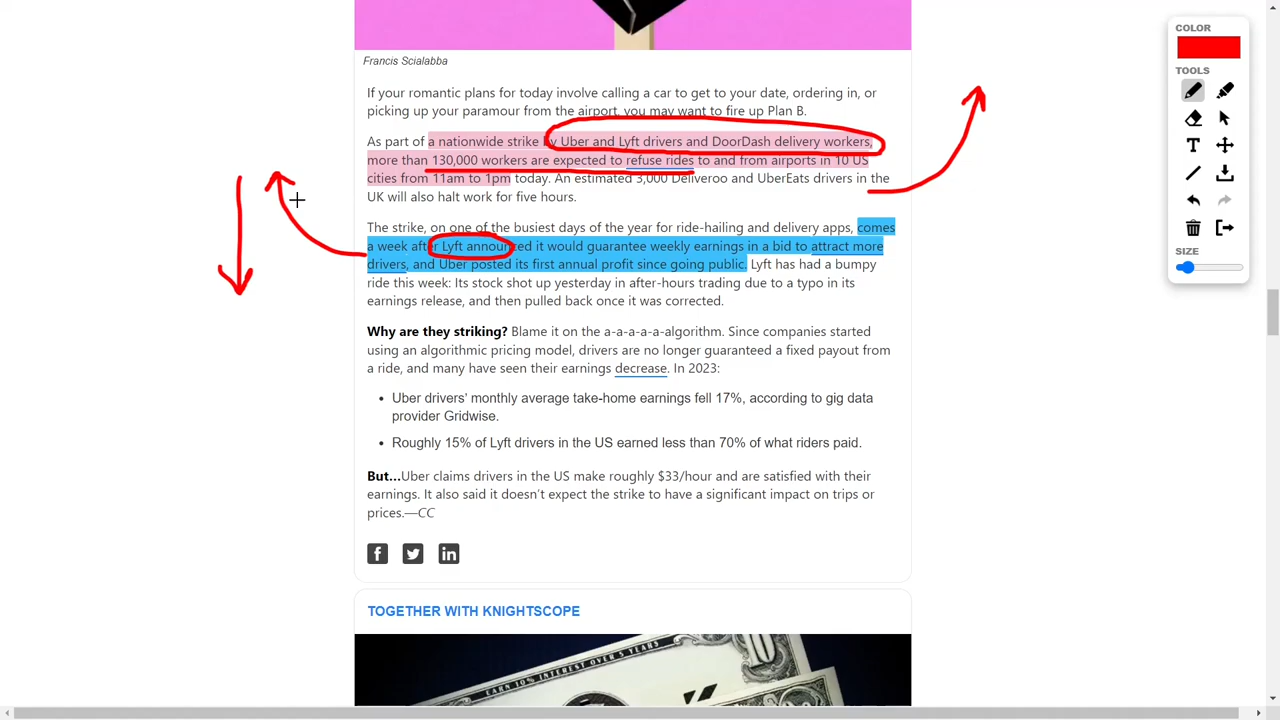 Francis Scialabba
If your romantic plans for today involve calling a car to get to your date, ordering in, or
picking up your paramour from the airport, you may want to fire up Plan B.
As part of a nationwide strike by Uber and Lyft drivers and DoorDash delivery workers,
more than 130,000 workers are expected to refuse rides to and from airports in 10 US
cities from 11am to 1pm today. An estimated 3,000 Deliveroo and UberEats drivers in the
UK will also halt work for five hours.
The strike, on one of the busiest days of the year for ride-hailing and delivery apps, comes
a week after Lyft announced it would guarantee weekly earnings in a bid to attract more
drivers, and Uber posted its first annual profit since going public. Lyft has had a bumpy
ride this week: Its stock shot up yesterday in after-hours trading due to a typo in its
earnings release, and then pulled back once it was corrected.
Why are they striking? Blame it on the a-a-a-a-a-algorithm. Since companies started
using an algorithmic pricing model, drivers are no longer guaranteed a fixed payout from
a ride, and many have seen their earnings decrease. In 2023:
• Uber drivers’ monthly average take-home earnings fell 17%, according to gig data
provider Gridwise.
• Roughly 15% of Lyft drivers in the US earned less than 70% of what riders paid.
But…Uber claims drivers in the US make roughly $33/hour and are satisfied with their
earnings. It also said it doesn’t expect the strike to have a significant impact on trips or
prices.—CC
TOGETHER WITH KNIGHTSCOPE
EARN 10% INTEREST OVER 5 YEARS
COLOR
TOOLS
SIZE